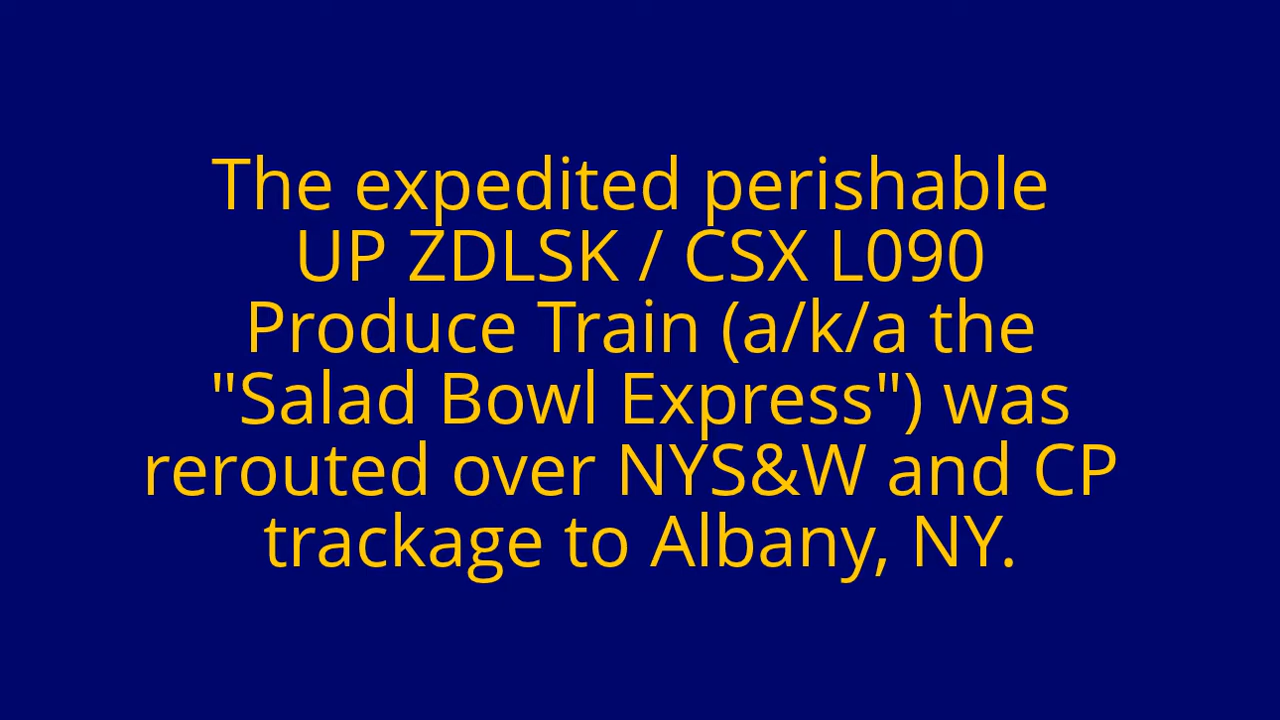 The expedited perishable
UP ZDLSK / CSX L090
Produce Train (a/k/a the
"Salad Bowl Express") was
rerouted over NYS&W and CP
trackage to Albany, NY.